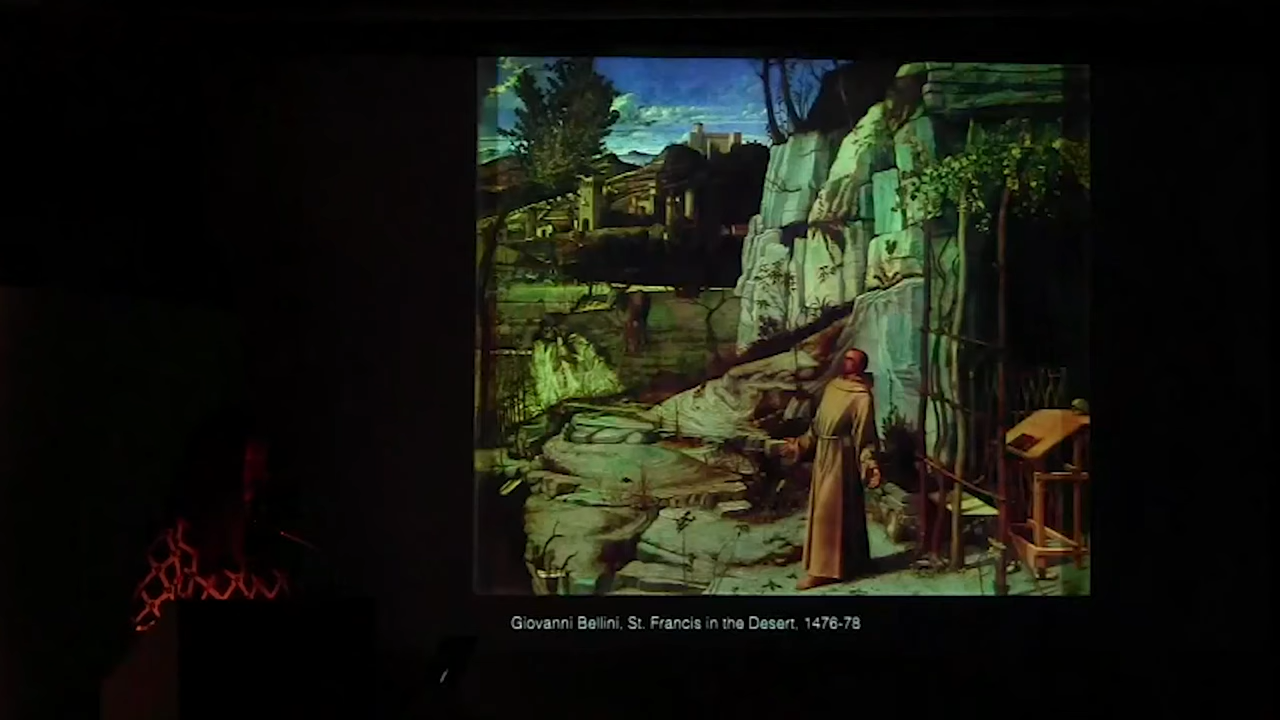 Giovanni Bellini, St. Francis in the Desert, 1476-78